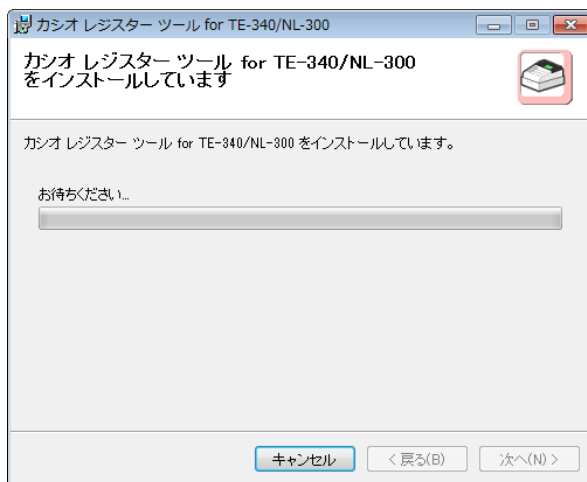 カシオ レジスター ツール for TE-340/NL-300
カシオ レジスター ツール for TE-340/NL-300
をインストールしています
カシオ レジスター ツール for TE-340/NL-300 をインストールしています。
お待ちください...
キャンセル
< 戻る(B)
次へ(N) >